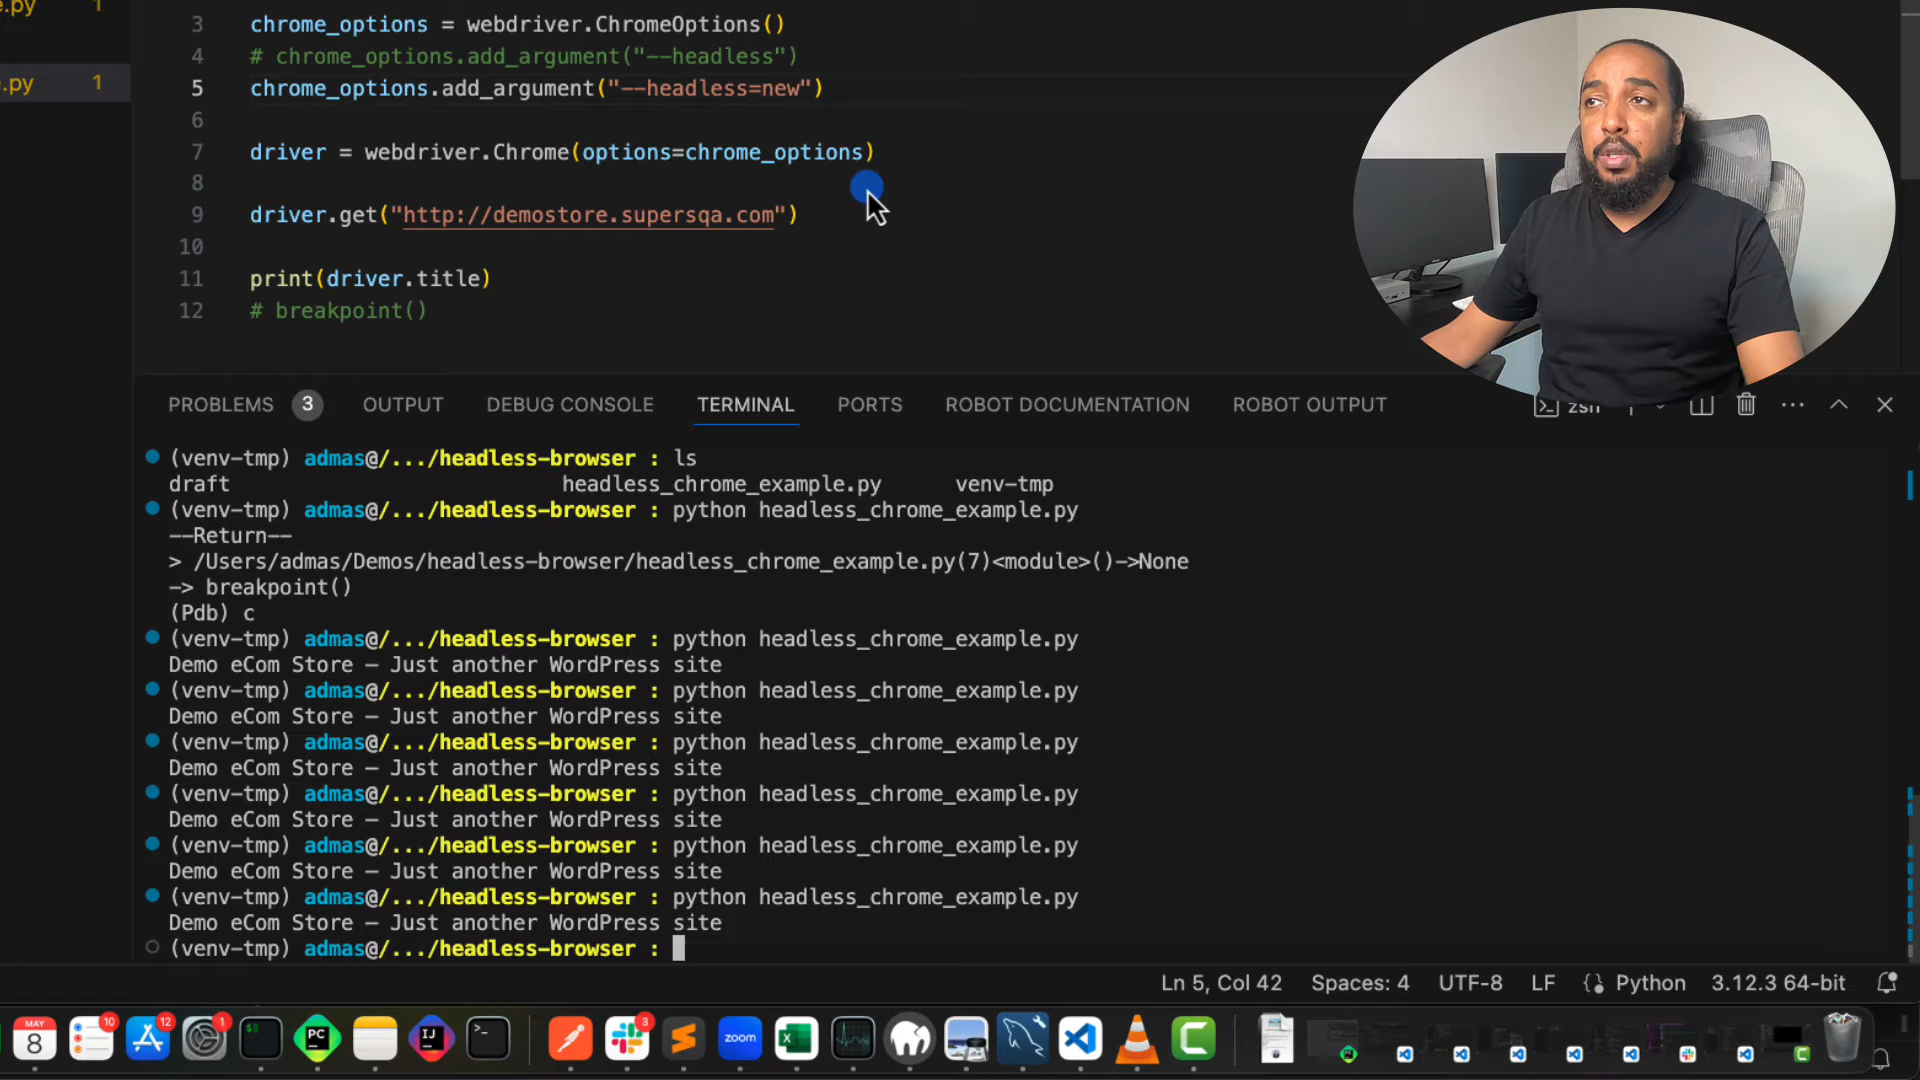 e.py 1
3 chrome_options = webdriver.ChromeOptions()
4 # chrome_options.add_argument("--headless")
.py 1
5 chrome_options.add_argument("--headless=new")
6
7 driver = webdriver.Chrome(options=chrome_options)
8
9 driver.get("http://demostore.supersqa.com")
10
11 print(driver.title)
12 # breakpoint()
PROBLEMS 3 OUTPUT DEBUG CONSOLE TERMINAL PORTS ROBOT DOCUMENTATION ROBOT OUTPUT zsh
(venv-tmp) admas@/.../headless-browser : ls
draft headless_chrome_example.py venv-tmp
(venv-tmp) admas@/.../headless-browser : python headless_chrome_example.py
--Return--
> /Users/admas/Demos/headless-browser/headless_chrome_example.py(7)<module>()->None
-> breakpoint()
(Pdb) c
(venv-tmp) admas@/.../headless-browser : python headless_chrome_example.py
Demo eCom Store – Just another WordPress site
(venv-tmp) admas@/.../headless-browser : python headless_chrome_example.py
Demo eCom Store – Just another WordPress site
(venv-tmp) admas@/.../headless-browser : python headless_chrome_example.py
Demo eCom Store – Just another WordPress site
(venv-tmp) admas@/.../headless-browser : python headless_chrome_example.py
Demo eCom Store – Just another WordPress site
(venv-tmp) admas@/.../headless-browser : python headless_chrome_example.py
Demo eCom Store – Just another WordPress site
(venv-tmp) admas@/.../headless-browser : python headless_chrome_example.py
Demo eCom Store – Just another WordPress site
(venv-tmp) admas@/.../headless-browser :
Ln 5, Col 42 Spaces: 4 UTF-8 LF Python 3.12.3 64-bit
MAY 8 10 12 1 PC IJ 3 zoom